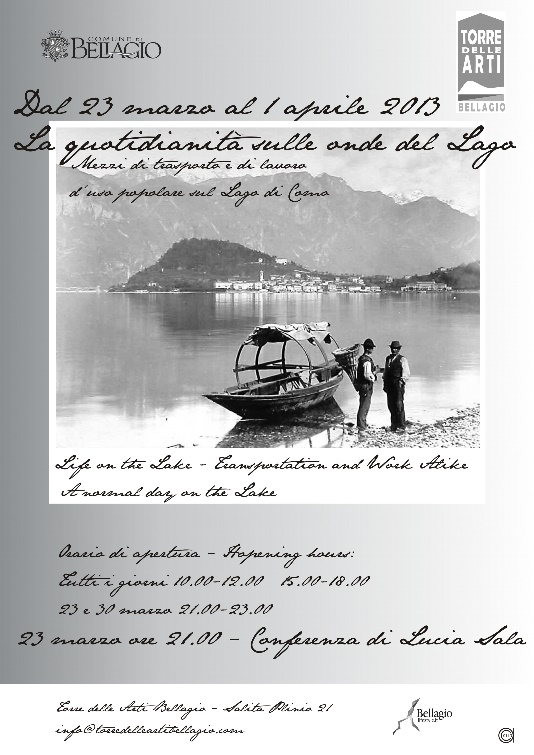 COMUNE DI
BELLAGIO
TORRE
DELLE
ARTI
BELLAGIO
Dal 23 marzo al 1 aprile 2013
La quotidianità sulle onde del Lago
Mezzi di trasporto e di lavoro
d'uso popolare sul Lago di Como
Life on the Lake - Transportation and Work Alike
A normal day on the Lake
Orario di apertura - Hopening hours:
Tutti i giorni 10.00-12.00 15.00-18.00
23 e 30 marzo 21.00-23.00
23 marzo ore 21.00 - Conferenza di Lucia Sala
Torre delle Arti Bellagio - Salita Plinio 21
info@torredelleartibellagio.com
Bellagio